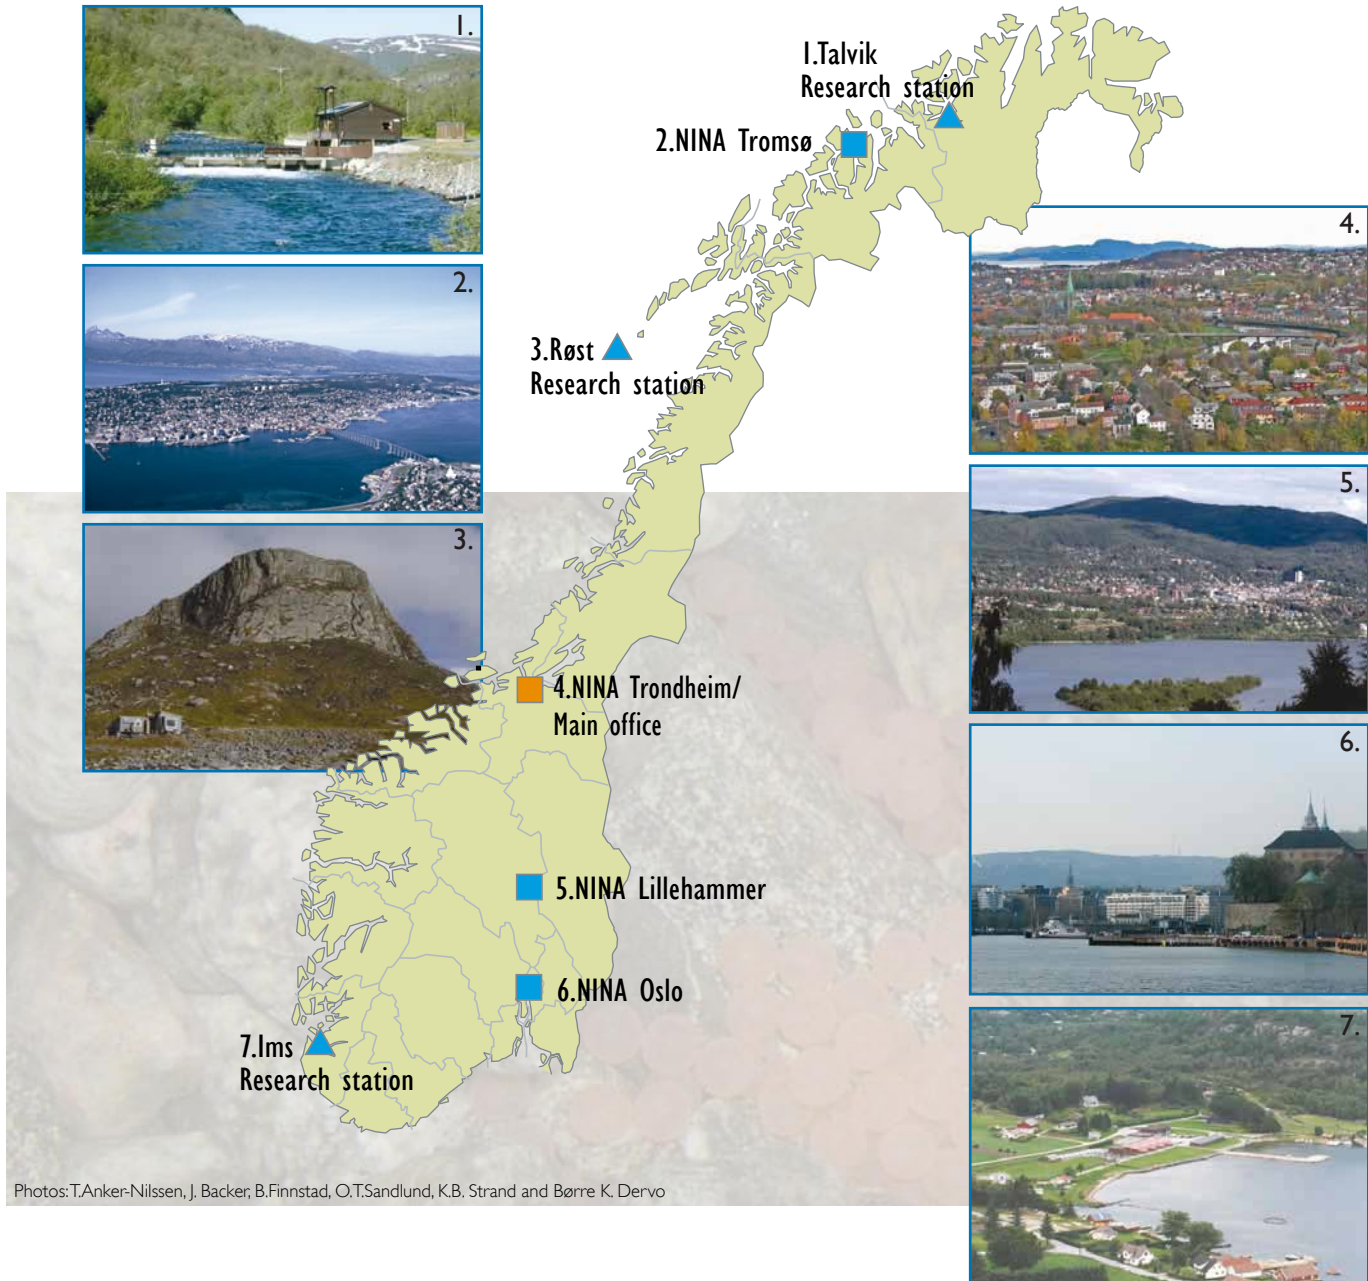 1.
1.Talvik
Research station
2.NINA Tromsø
4.
2.
3.Røst
Research station
5.
3.
4.NINA Trondheim/
Main office
6.
5.NINA Lillehammer
6.NINA Oslo
7.
7.Ims
Research station
Photos: T.Anker-Nilssen, J. Backer, B.Finnstad, O.T.Sandlund, K.B. Strand and Børre K. Dervo